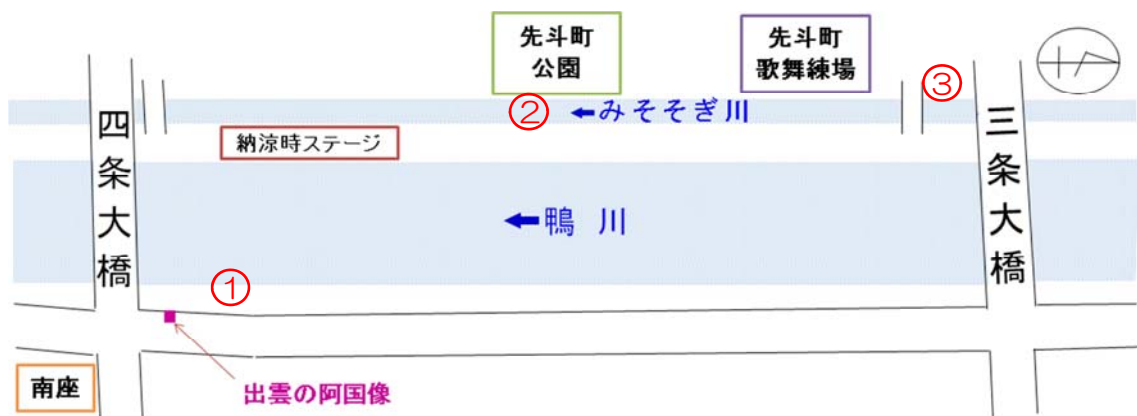 先斗町
公園
先斗町
歌舞練場
③
②
←みそそぎ川
納涼時ステージ
四条大橋
三条大橋
←鴨川
①
南座
出雲の阿国像